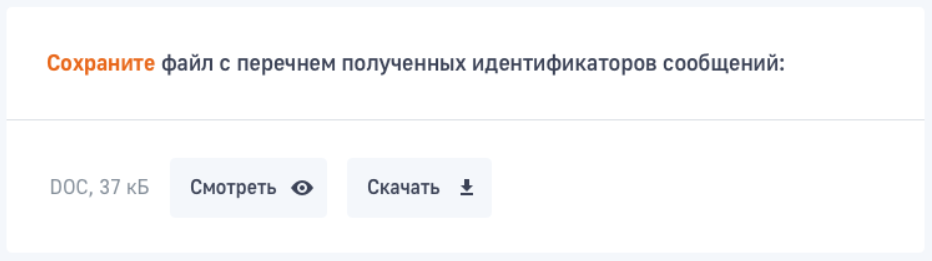 Сохраните файл с перечнем полученных идентификаторов сообщений:
DOC, 37 кБ Смотреть Скачать